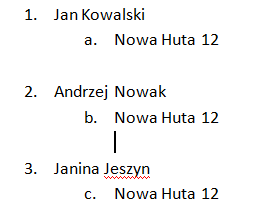 1. Jan Kowalski
a. Nowa Huta 12
2. Andrzej Nowak
b. Nowa Huta 12
3. Janina Jeszyn
c. Nowa Huta 12